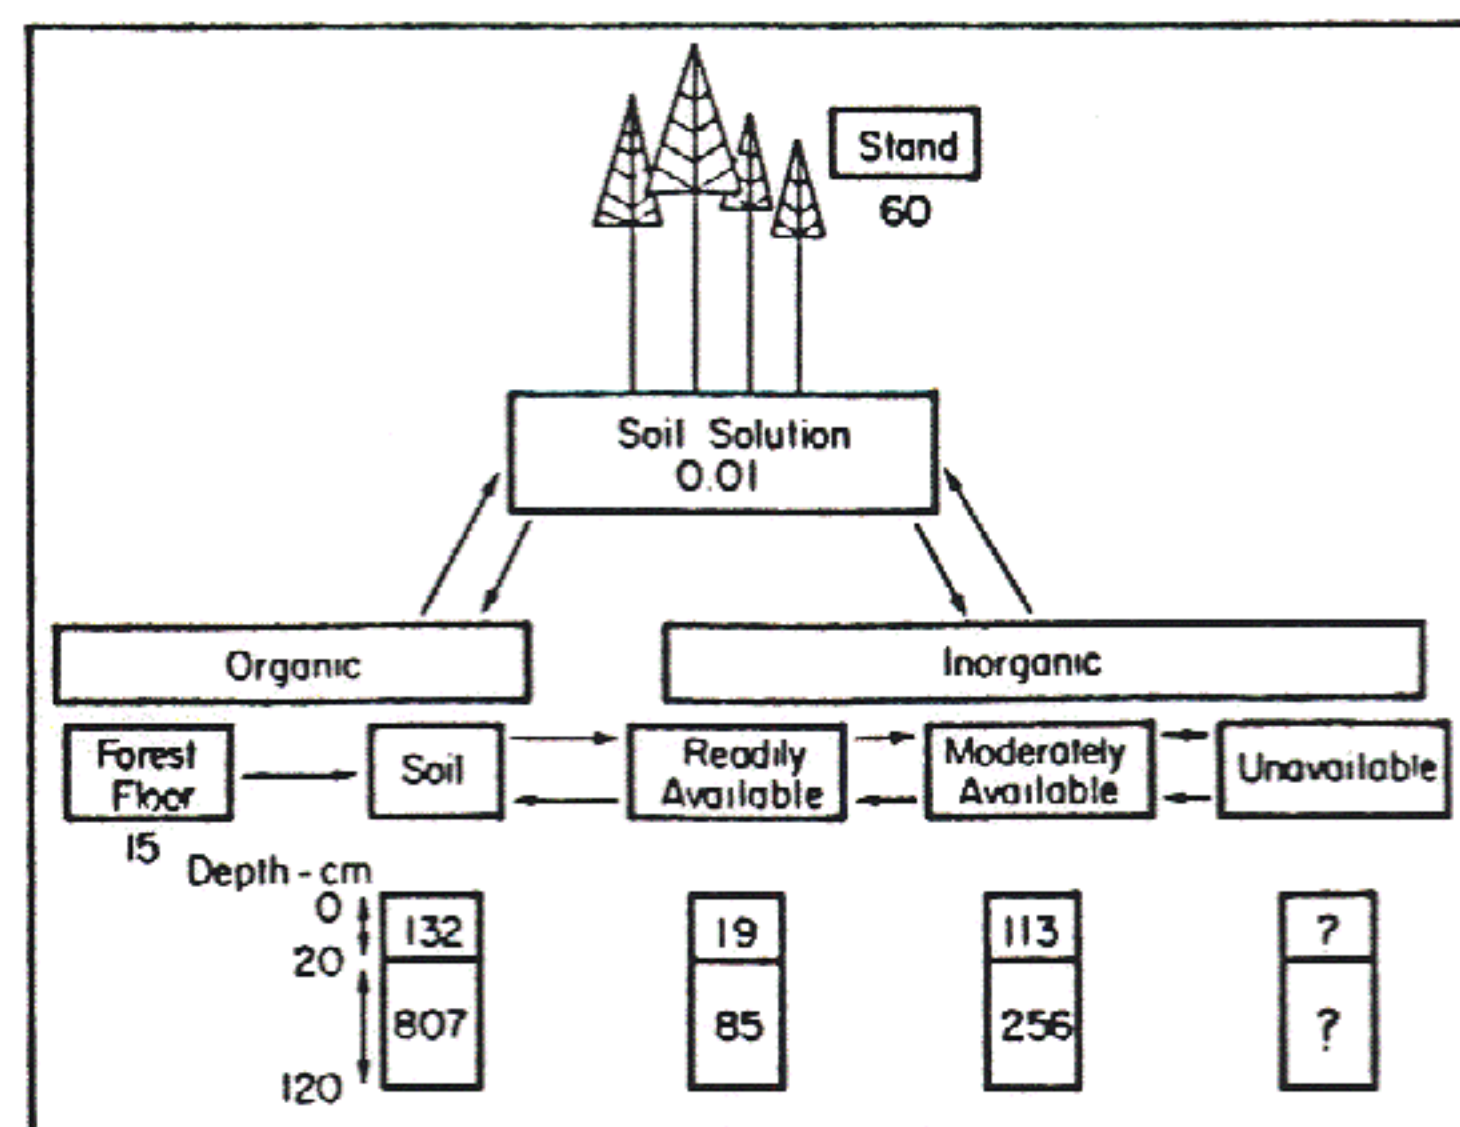 Stand
60
Soil Solution
0.01
Organic
Inorganic
Forest
Floor
15
Soil
Readily
Available
Moderately
Available
Unavailable
Depth - cm
0
20
120
132
19
113
?
807
85
256
?